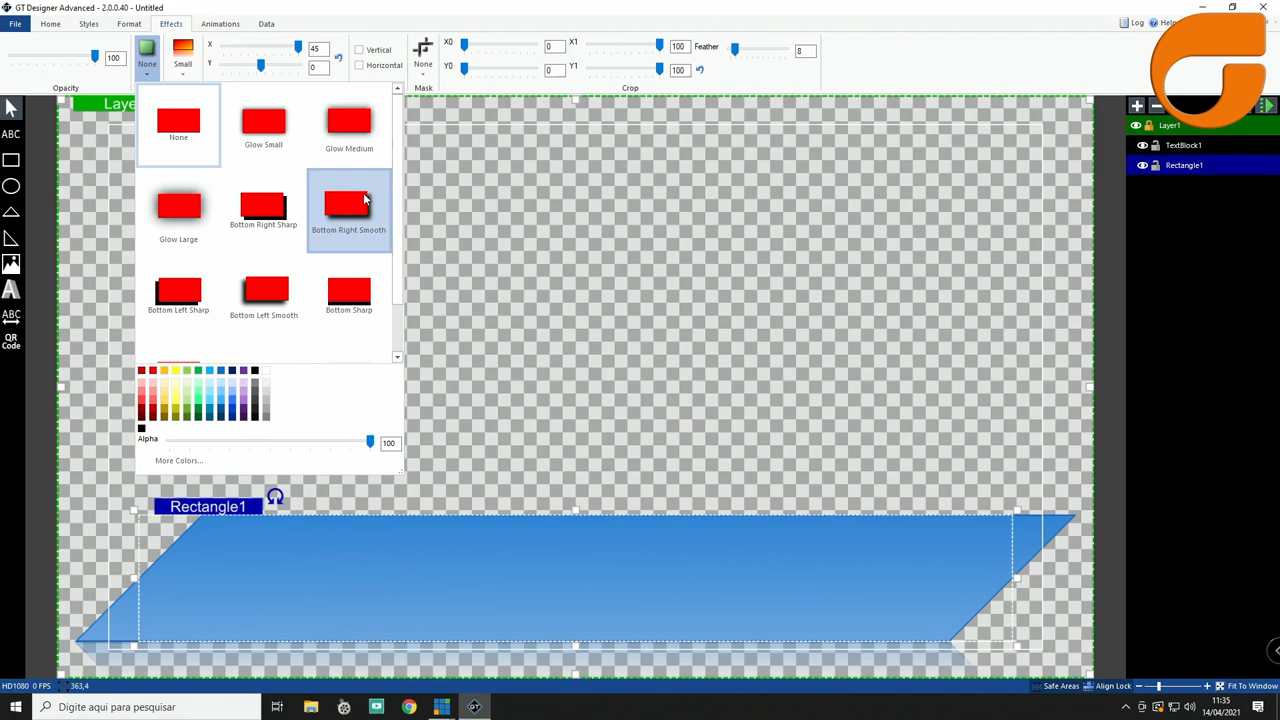 GT Designer Advanced - 2.0.0.40 - Untitled
File Home Styles Format Effects Animations Data Log Help
100 None Small X 45 Y 0 Vertical Horizontal None X0 0 X1 100 Feather 8
Y0 0 Y1 100
Opacity Mask Crop
Laye
None Glow Small Glow Medium
Glow Large Bottom Right Sharp Bottom Right Smooth
Bottom Left Sharp Bottom Left Smooth Bottom Sharp
Alpha 100
More Colors...
ABC
ABC
QR
Code
Layer1
TextBlock1
Rectangle1
Rectangle1
HD1080 0 FPS 363,4 Safe Areas Align Lock Fit To Window
Digite aqui para pesquisar GT 11:35
14/04/2021